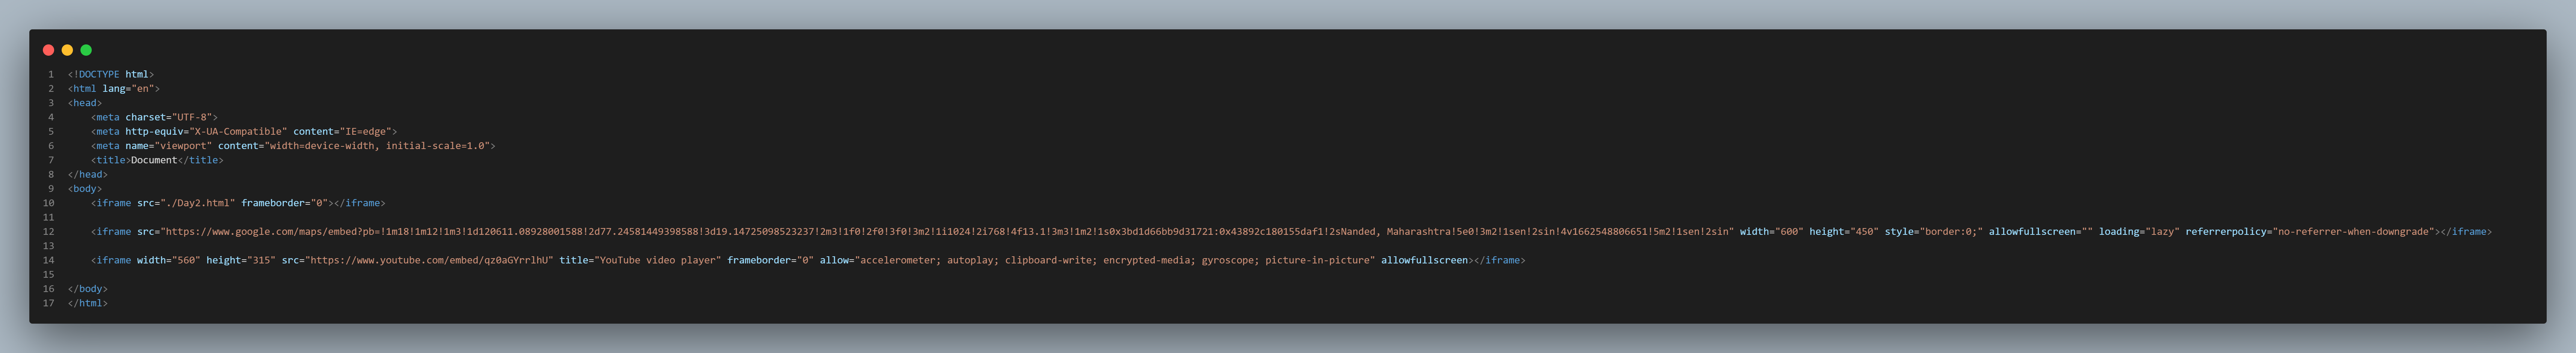 1 <!DOCTYPE html>
2 <html lang="en">
3 <head>
4     <meta charset="UTF-8">
5     <meta http-equiv="X-UA-Compatible" content="IE=edge">
6     <meta name="viewport" content="width=device-width, initial-scale=1.0">
7     <title>Document</title>
8 </head>
9 <body>
10     <iframe src="./Day2.html" frameborder="0"></iframe>
11
12     <iframe src="https://www.google.com/maps/embed?pb=!1m18!1m12!1m3!1d120611.08928001588!2d77.24581449398588!3d19.14725098523237!2m3!1f0!2f0!3f0!3m2!1i1024!2i768!4f13.1!3m3!1m2!1s0x3bd1d66bb9d31721:0x43892c180155daf1!2sNanded, Maharashtra!5e0!3m2!1sen!2sin!4v1662548806651!5m2!1sen!2sin" width="600" height="450" style="border:0;" allowfullscreen="" loading="lazy" referrerpolicy="no-referrer-when-downgrade"></iframe>
13
14     <iframe width="560" height="315" src="https://www.youtube.com/embed/qz0aGYrrlhU" title="YouTube video player" frameborder="0" allow="accelerometer; autoplay; clipboard-write; encrypted-media; gyroscope; picture-in-picture" allowfullscreen></iframe>
15
16 </body>
17 </html>